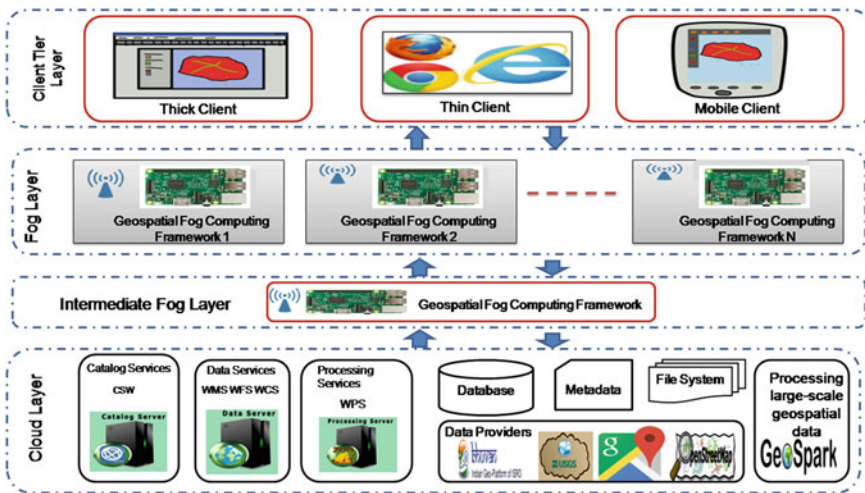 Client Tier
Layer
Thick Client
Thin Client
Mobile Client
Fog Layer
Geospatial Fog Computing
Framework 1
Geospatial Fog Computing
Framework 2
Geospatial Fog Computing
Framework N
Intermediate Fog Layer
Geospatial Fog Computing Framework
Cloud Layer
Catalog Services
CSW
Catalog Server
Data Services
WMS WFS WCS
Data Server
Processing
Services
WPS
Processing Server
Database
Metadata
File System
Data Providers
bhuvan
Indian Geo-Platform of ISRO
USGS
g
OpenStreetMap
Processing
large-scale
geospatial
data
GeoSpark